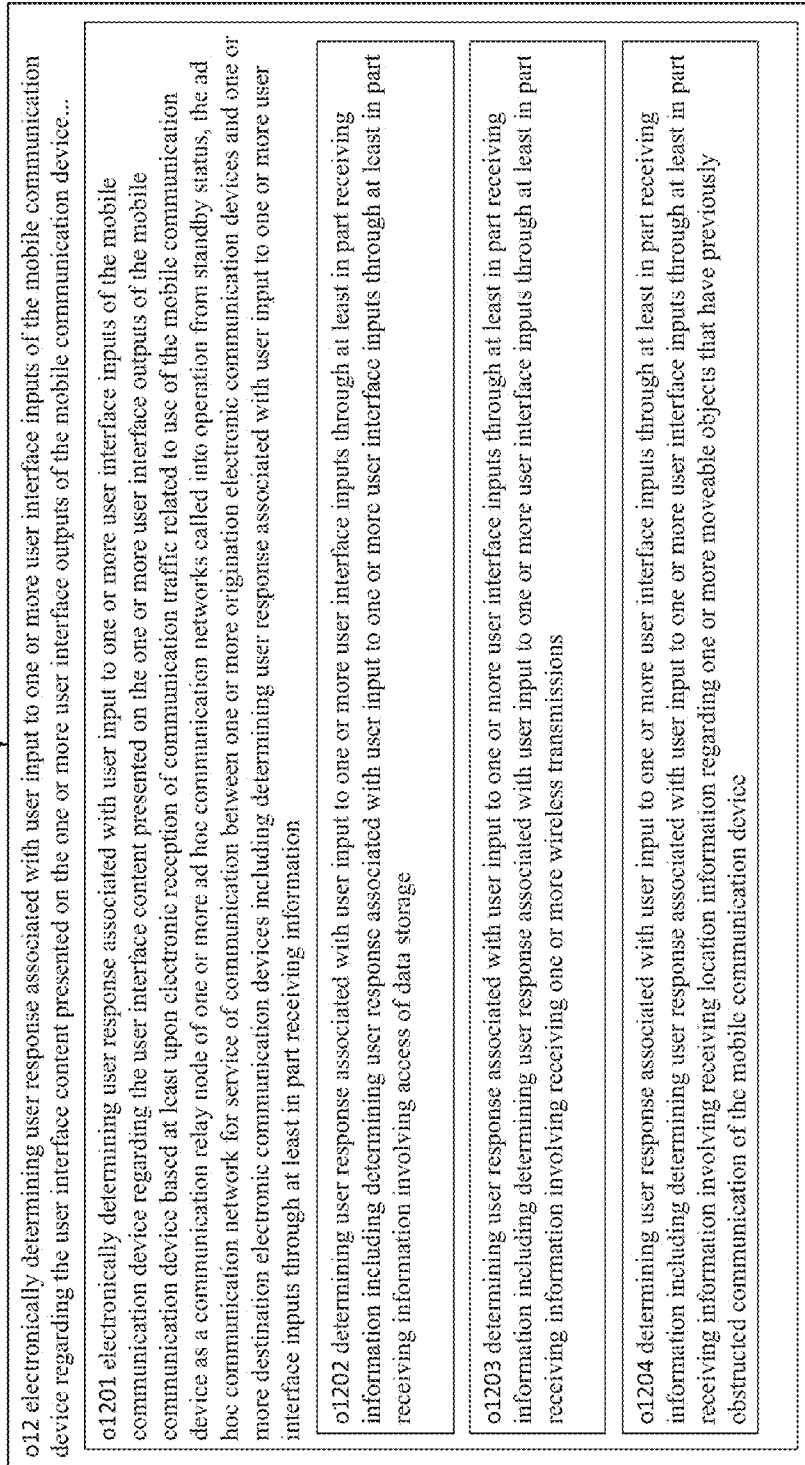 o12 electronically determining user response associated with user input to one or more user interface inputs of the mobile communication
device regarding the user interface content presented on the one or more user interface outputs of the mobile communication device...
o1201 electronically determining user response associated with user input to one or more user interface inputs of the mobile
communication device regarding the user interface content presented on the one or more user interface outputs of the mobile
communication device based at least upon electronic reception of communication traffic related to use of the mobile communication
device as a communication relay node of one or more ad hoc communication networks called into operation from standby status, the ad
hoc communication network for service of communication between one or more origination electronic communication devices and one or
more destination electronic communication devices including determining user response associated with user input to one or more user
interface inputs through at least in part receiving information
o1202 determining user response associated with user input to one or more user interface inputs through at least in part receiving
information including determining user response associated with user input to one or more user interface inputs through at least in part
receiving information involving access of data storage
o1203 determining user response associated with user input to one or more user interface inputs through at least in part receiving
information including determining user response associated with user input to one or more user interface inputs through at least in part
receiving information involving receiving one or more wireless transmissions
o1204 determining user response associated with user input to one or more user interface inputs through at least in part receiving
information including determining user response associated with user input to one or more user interface inputs through at least in part
receiving information involving receiving location information regarding one or more moveable objects that have previously
obstructed communication of the mobile communication device